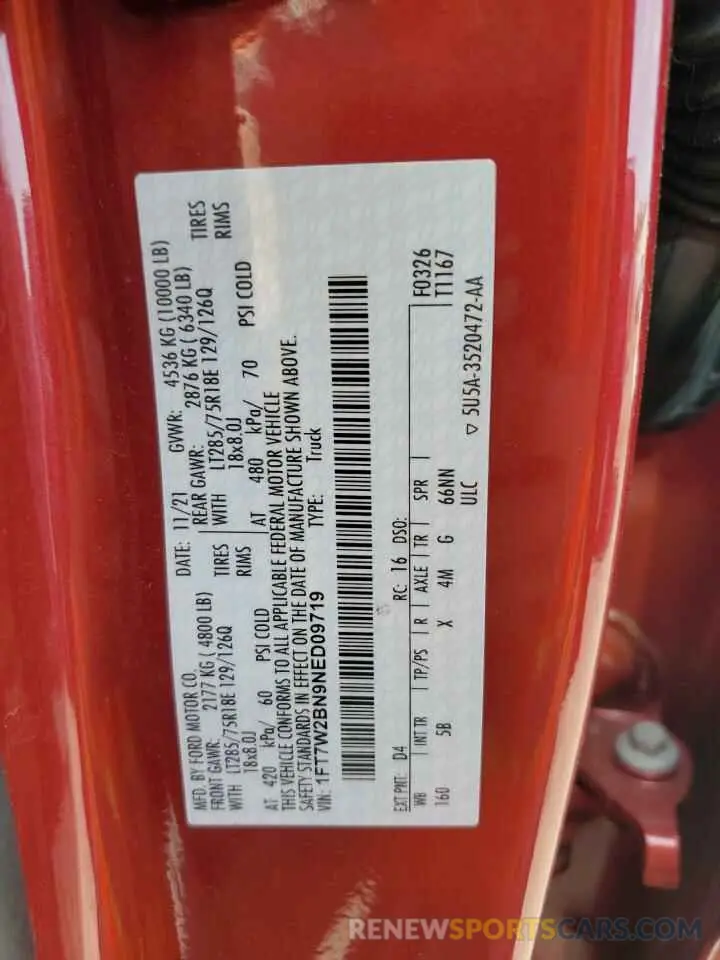 MFD. BY FORD MOTOR CO.
DATE: 11/21 GVWR: 4536 KG (10000 LB)
FRONT GAWR: 2177 KG ( 4800 LB) REAR GAWR: 2876 KG ( 6340 LB)
WITH LT285/75R18E 129/126Q TIRES WITH LT285/75R18E 129/126Q TIRES
18x8.0J RIMS 18x8.0J RIMS
AT 420 kPa/ 60 PSI COLD AT 480 kPa/ 70 PSI COLD
THIS VEHICLE CONFORMS TO ALL APPLICABLE FEDERAL MOTOR VEHICLE
SAFETY STANDARDS IN EFFECT ON THE DATE OF MANUFACTURE SHOWN ABOVE.
VIN: 1FT7W2BN9NED09719 TYPE: Truck
F0326
T1167
EXT PNT: D4 RC: 16 DSO:
WB INT TR TP/PS R AXLE TR SPR
160 5B X 4M G 66NN
ULC ▽ 5U5A-3520472-AA
RENEWSPORTSCARS.COM